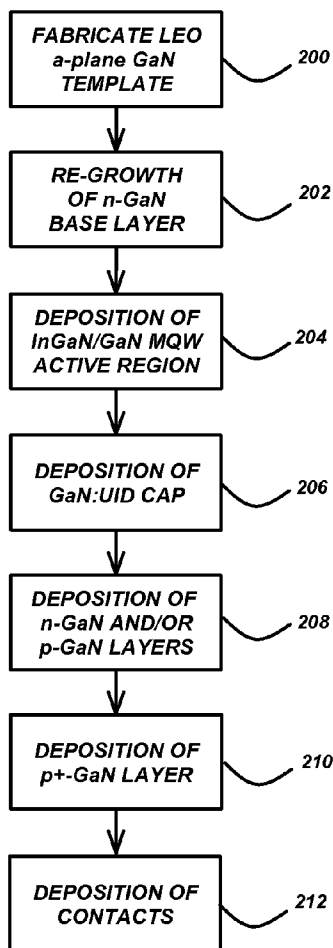 FABRICATE LEO
a-plane GaN
TEMPLATE
200
RE-GROWTH
OF n-GaN
BASE LAYER
202
DEPOSITION OF
InGaN/GaN MQW
ACTIVE REGION
204
DEPOSITION OF
GaN:UID CAP
206
DEPOSITION OF
n-GaN AND/OR
p-GaN LAYERS
208
DEPOSITION OF
p+-GaN LAYER
210
DEPOSITION OF
CONTACTS
212